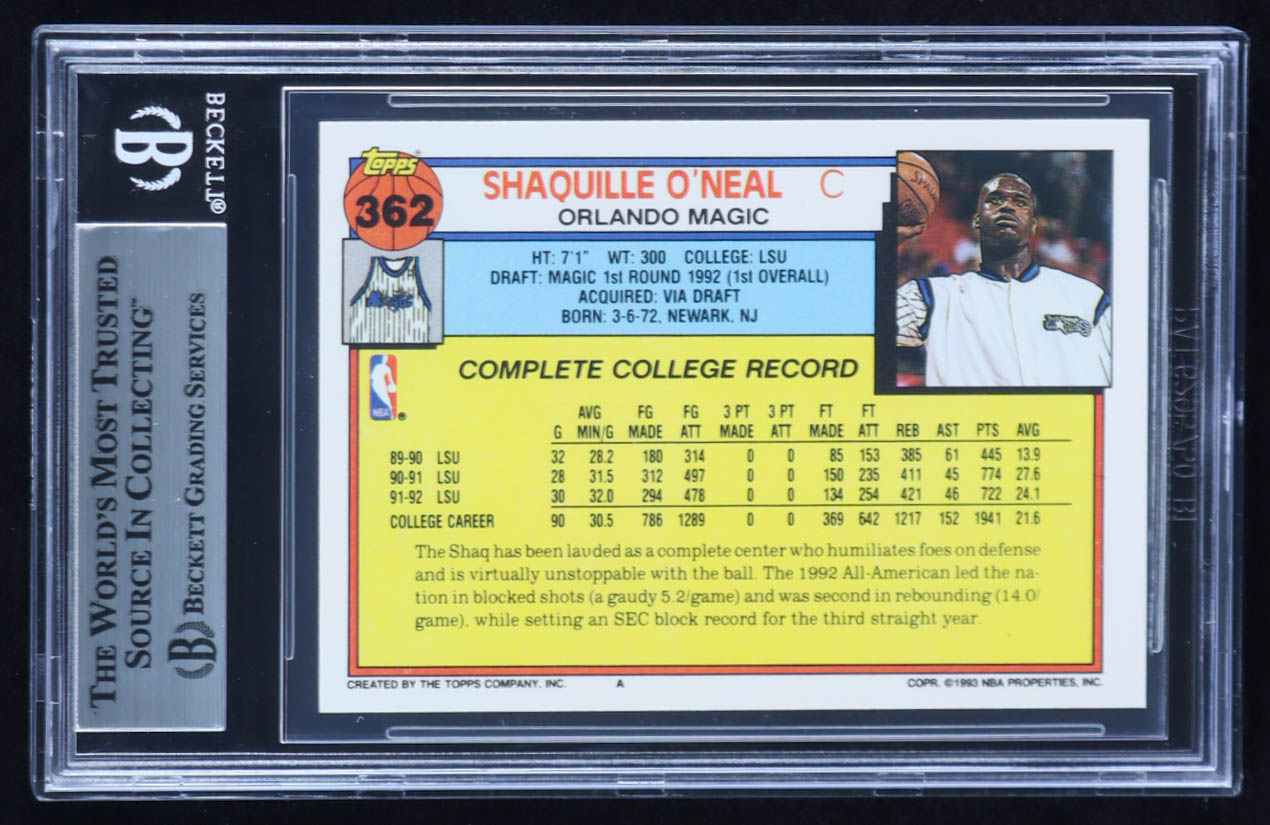 BECKETT®
THE WORLD'S MOST TRUSTED
SOURCE IN COLLECTING™
BECKETT GRADING SERVICES
TOPPS®
362
SHAQUILLE O'NEAL C
ORLANDO MAGIC
HT: 7'1" WT: 300 COLLEGE: LSU
DRAFT: MAGIC 1st ROUND 1992 (1st OVERALL)
ACQUIRED: VIA DRAFT
BORN: 3-6-72, NEWARK, NJ
SPALDING
MAGIC
NBA ®
COMPLETE COLLEGE RECORD
G AVG MIN/G FG MADE FG ATT 3 PT MADE 3 PT ATT FT MADE FT ATT REB AST PTS AVG
89-90 LSU 32 28.2 180 314 0 0 85 153 385 61 445 13.9
90-91 LSU 28 31.5 312 497 0 0 150 235 411 45 774 27.6
91-92 LSU 30 32.0 294 478 0 0 134 254 421 46 722 24.1
COLLEGE CAREER 90 30.5 786 1289 0 0 369 642 1217 152 1941 21.6
The Shaq has been lauded as a complete center who humiliates foes on defense
and is virtually unstoppable with the ball. The 1992 All-American led the na-
tion in blocked shots (a gaudy 5.2/game) and was second in rebounding (14.0/
game), while setting an SEC block record for the third straight year.
CREATED BY THE TOPPS COMPANY, INC. A COPR. ©1993 NBA PROPERTIES, INC.